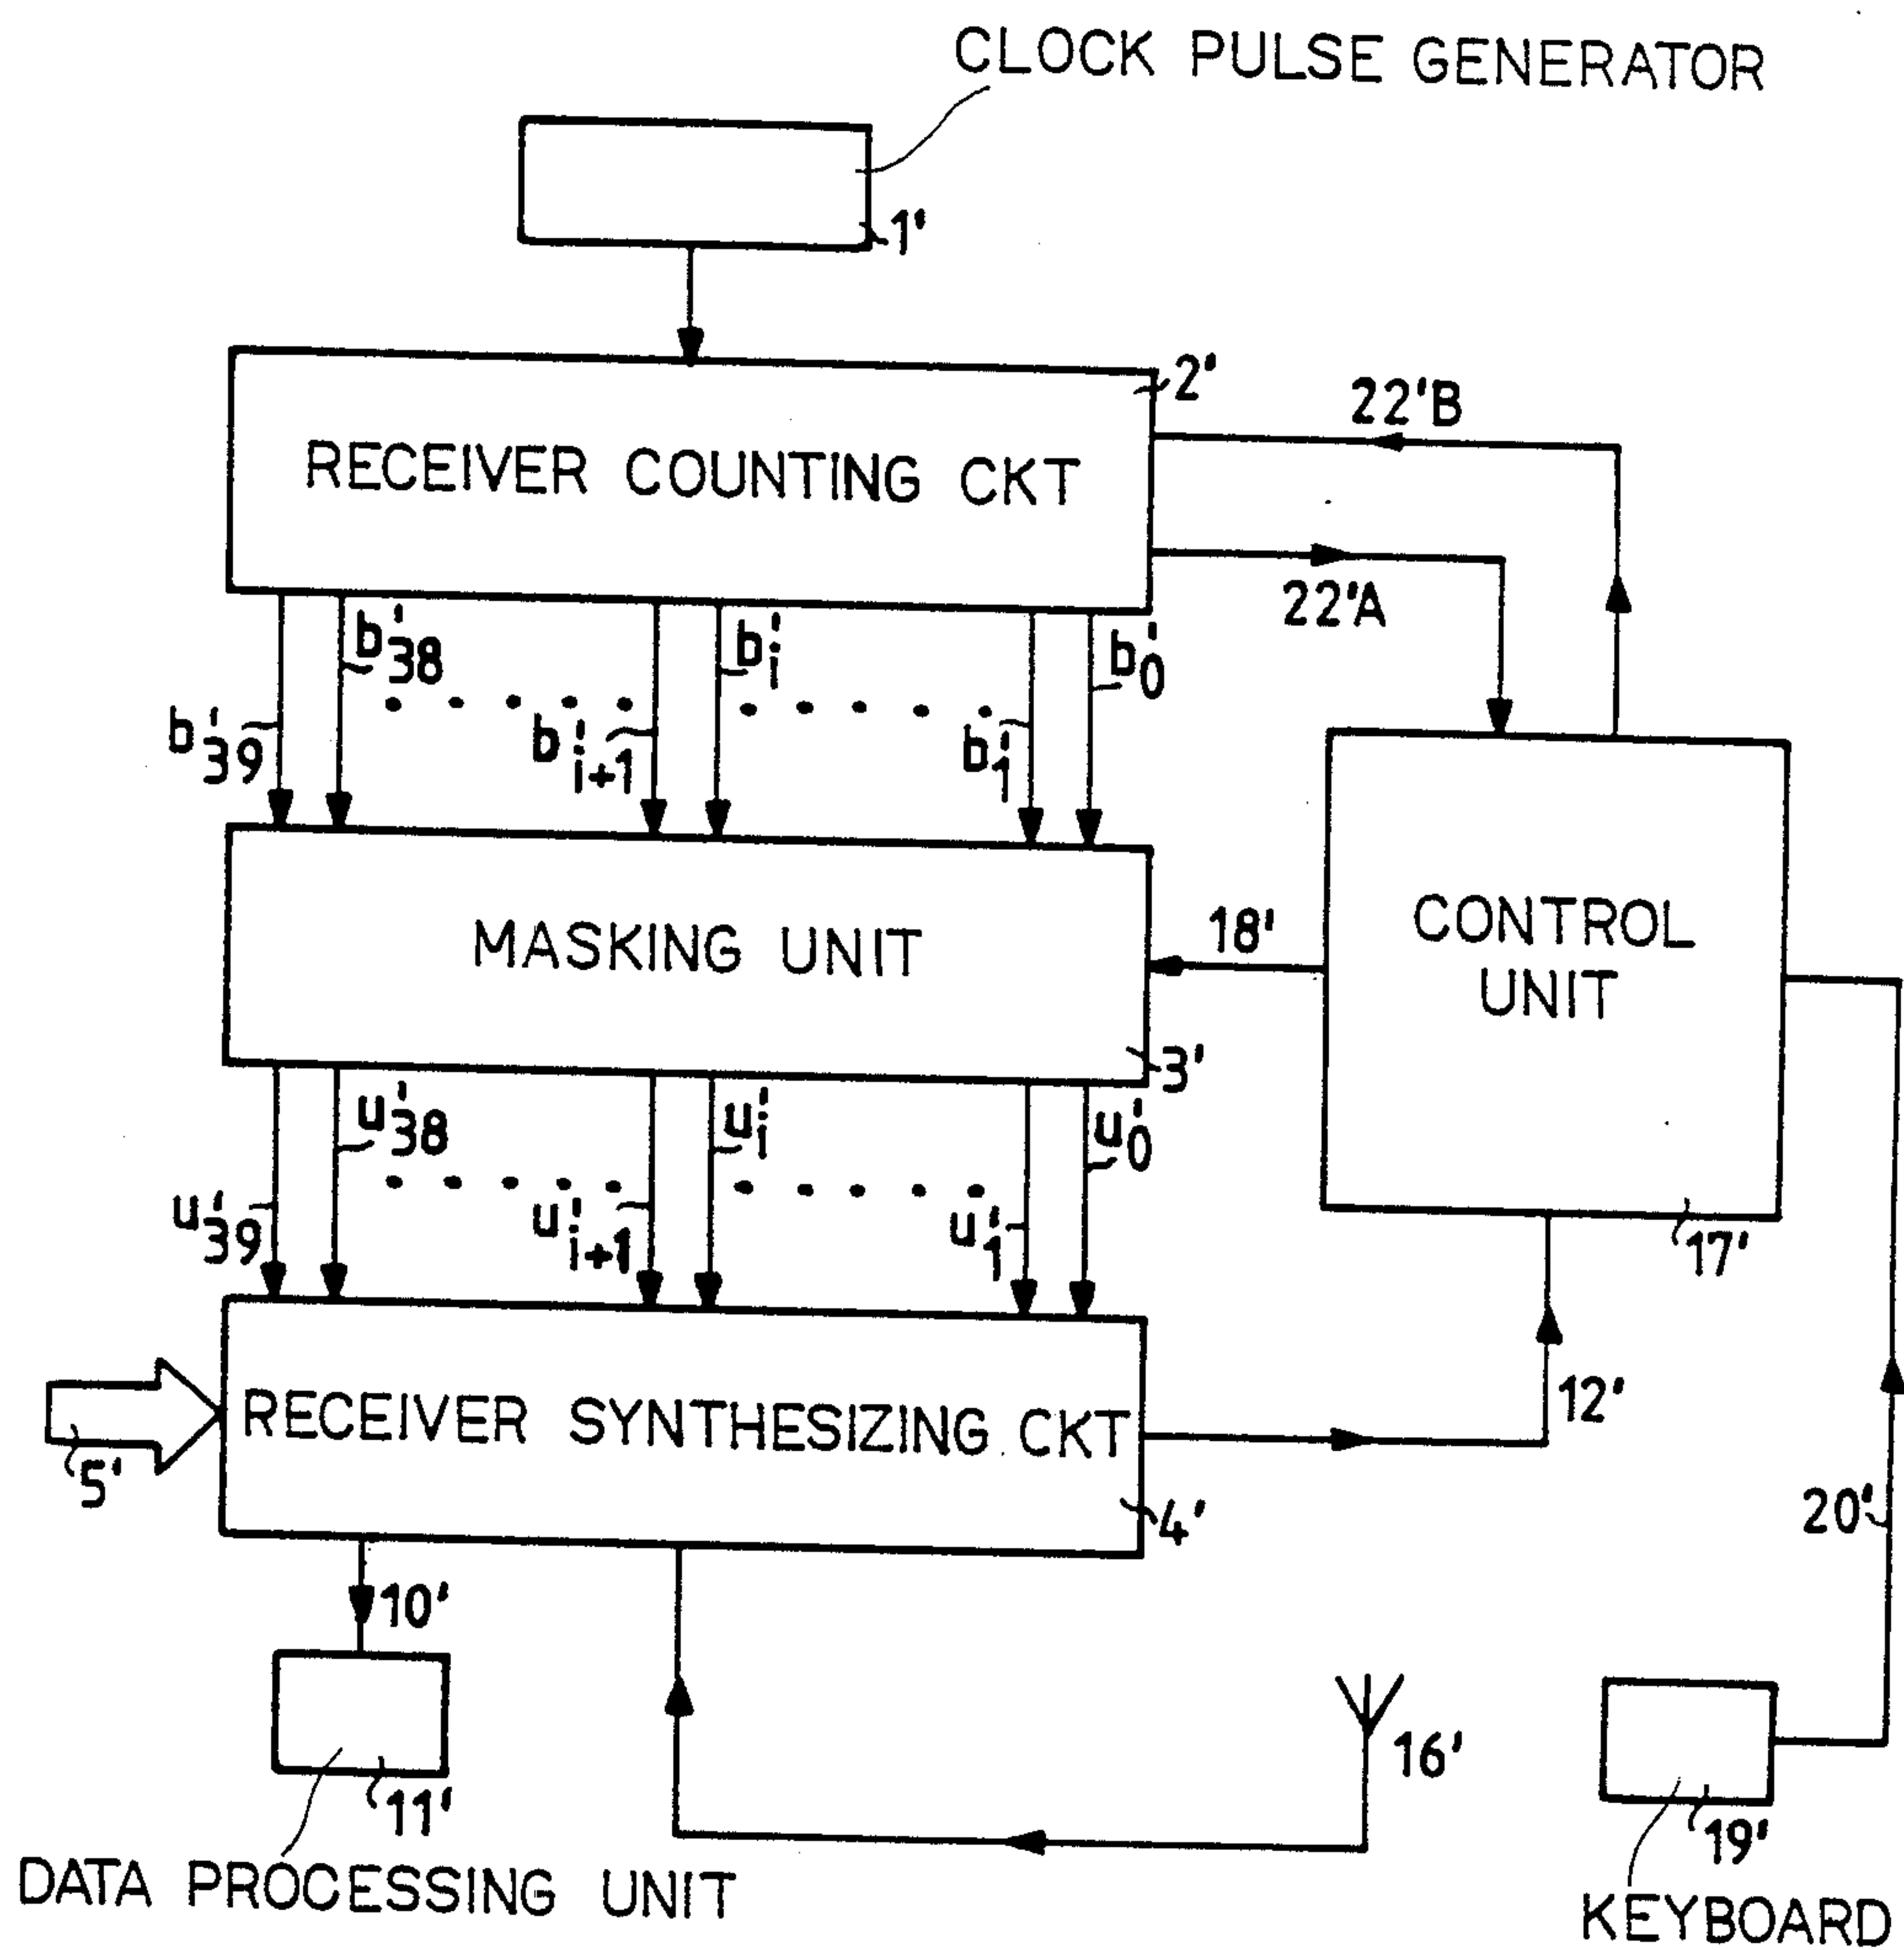 CLOCK PULSE GENERATOR
1'
2'
22'B
RECEIVER COUNTING CKT
22'A
b'38
b'i
b'0
b'39
b'i+1
b'1
CONTROL
UNIT
18'
MASKING UNIT
3'
u'38
u'i
u'0
u'39
u'i+1
u'1
17'
12'
RECEIVER SYNTHESIZING CKT
5'
4'
20'
10'
16'
11'
19'
DATA PROCESSING UNIT
KEYBOARD